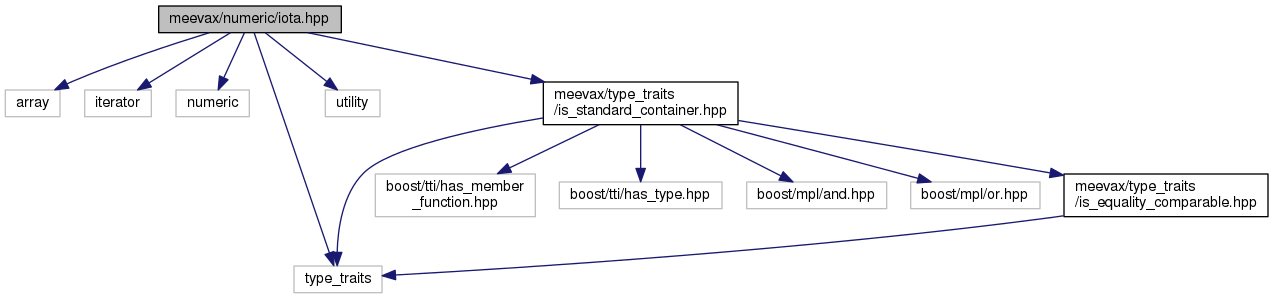 meevax/numeric/iota.hpp
array
iterator
numeric
utility
meevax/type_traits
/is_standard_container.hpp
boost/tti/has_member
_function.hpp
boost/tti/has_type.hpp
boost/mpl/and.hpp
boost/mpl/or.hpp
meevax/type_traits
/is_equality_comparable.hpp
type_traits